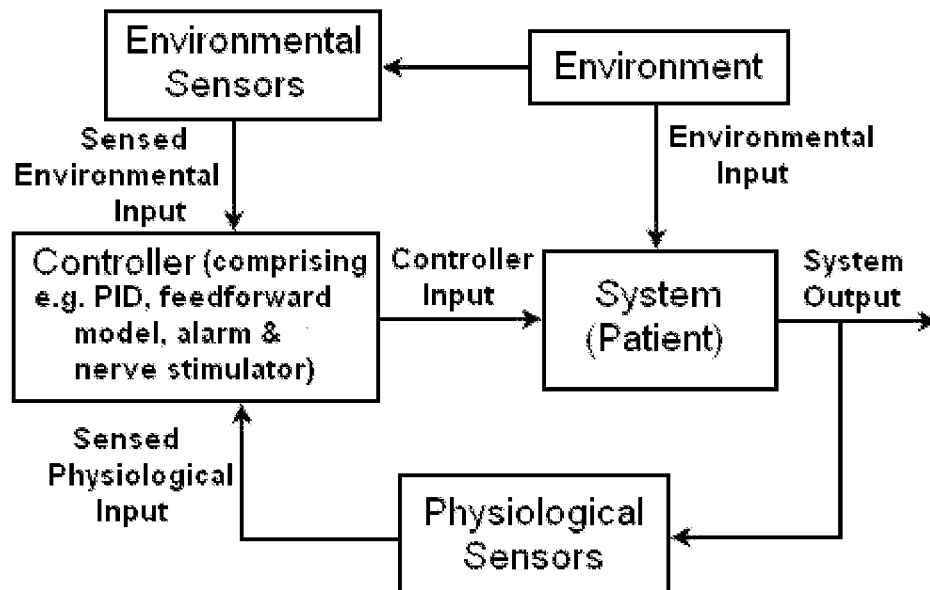 Environmental
Sensors
Environment
Sensed
Environmental
Input
Environmental
Input
Controller (comprising
e.g. PID, feedforward
model, alarm &
nerve stimulator)
Controller
Input
System
(Patient)
System
Output
Sensed
Physiological
Input
Physiological
Sensors